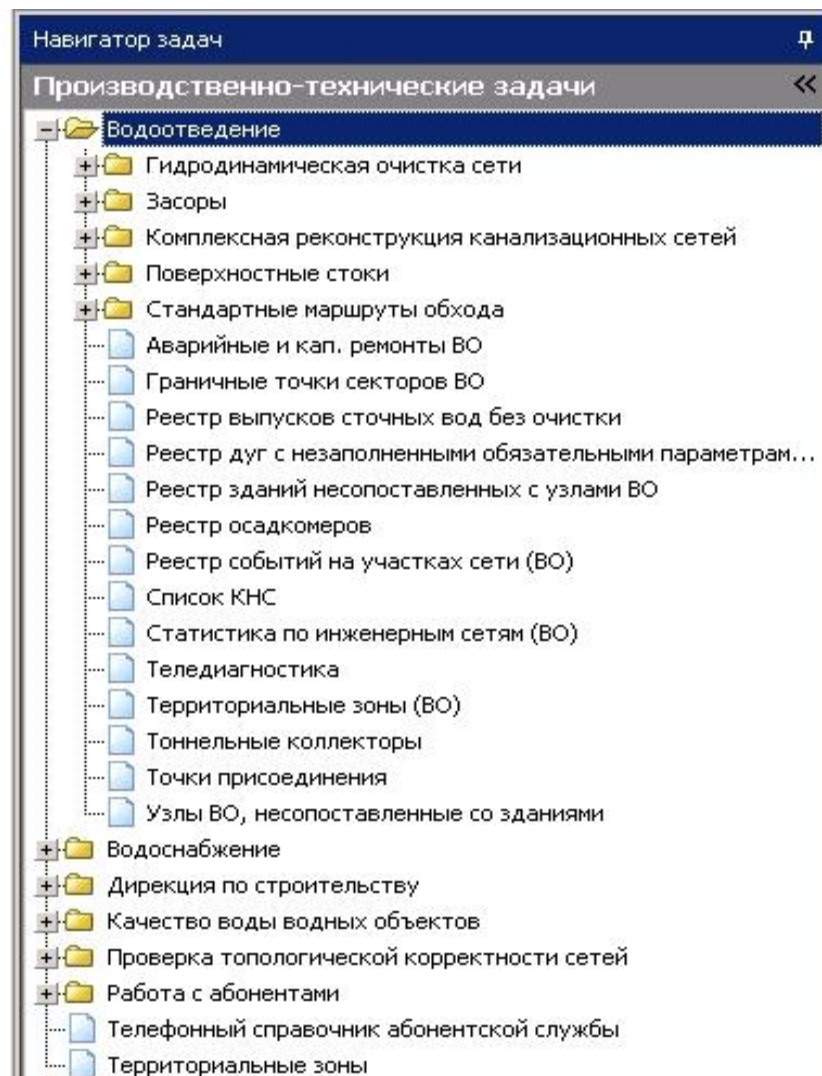 Навигатор задач
Производственно-технические задачи
Водоотведение
Гидродинамическая очистка сети
Засоры
Комплексная реконструкция канализационных сетей
Поверхностные стоки
Стандартные маршруты обхода
Аварийные и кап. ремонты ВО
Граничные точки секторов ВО
Реестр выпусков сточных вод без очистки
Реестр дуг с незаполненными обязательными параметрам...
Реестр зданий несопоставленных с узлами ВО
Реестр осадкомеров
Реестр событий на участках сети (ВО)
Список КНС
Статистика по инженерным сетям (ВО)
Теледиагностика
Территориальные зоны (ВО)
Тоннельные коллекторы
Точки присоединения
Узлы ВО, несопоставленные со зданиями
Водоснабжение
Дирекция по строительству
Качество воды водных объектов
Проверка топологической корректности сетей
Работа с абонентами
Телефонный справочник абонентской службы
Территориальные зоны